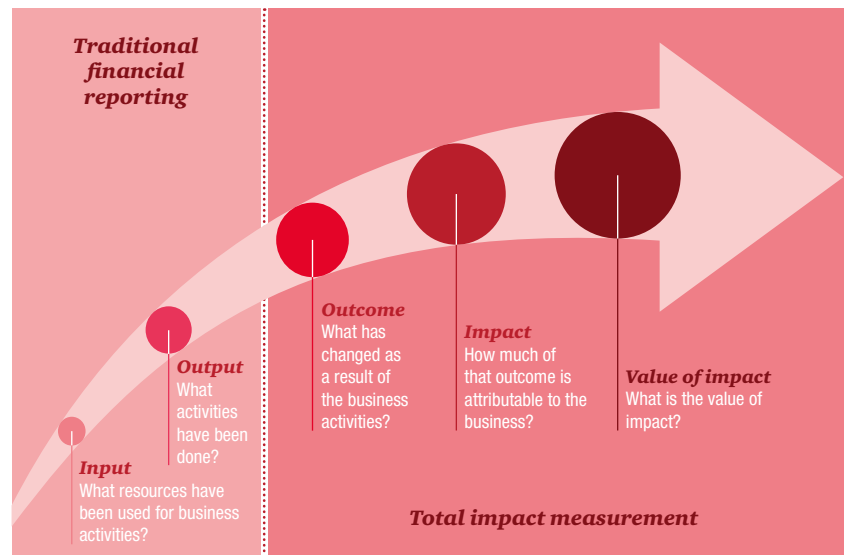 Traditional
financial
reporting
Input
What resources have
been used for business
activities?
Output
What
activities
have been
done?
Outcome
What has
changed as
a result of
the business
activities?
Impact
How much of
that outcome is
attributable to the
business?
Value of impact
What is the value of
impact?
Total impact measurement